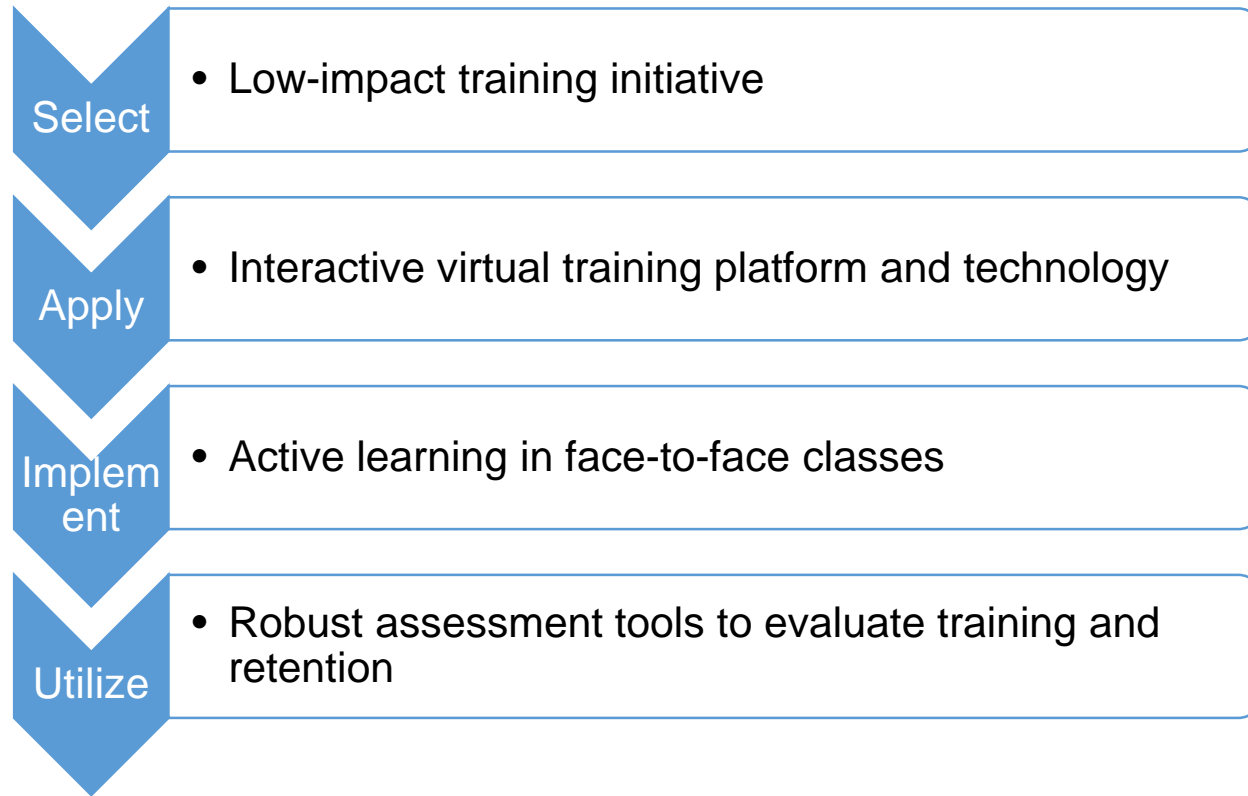 Select
• Low-impact training initiative
Apply
• Interactive virtual training platform and technology
Implem
ent
• Active learning in face-to-face classes
Utilize
• Robust assessment tools to evaluate training and
retention